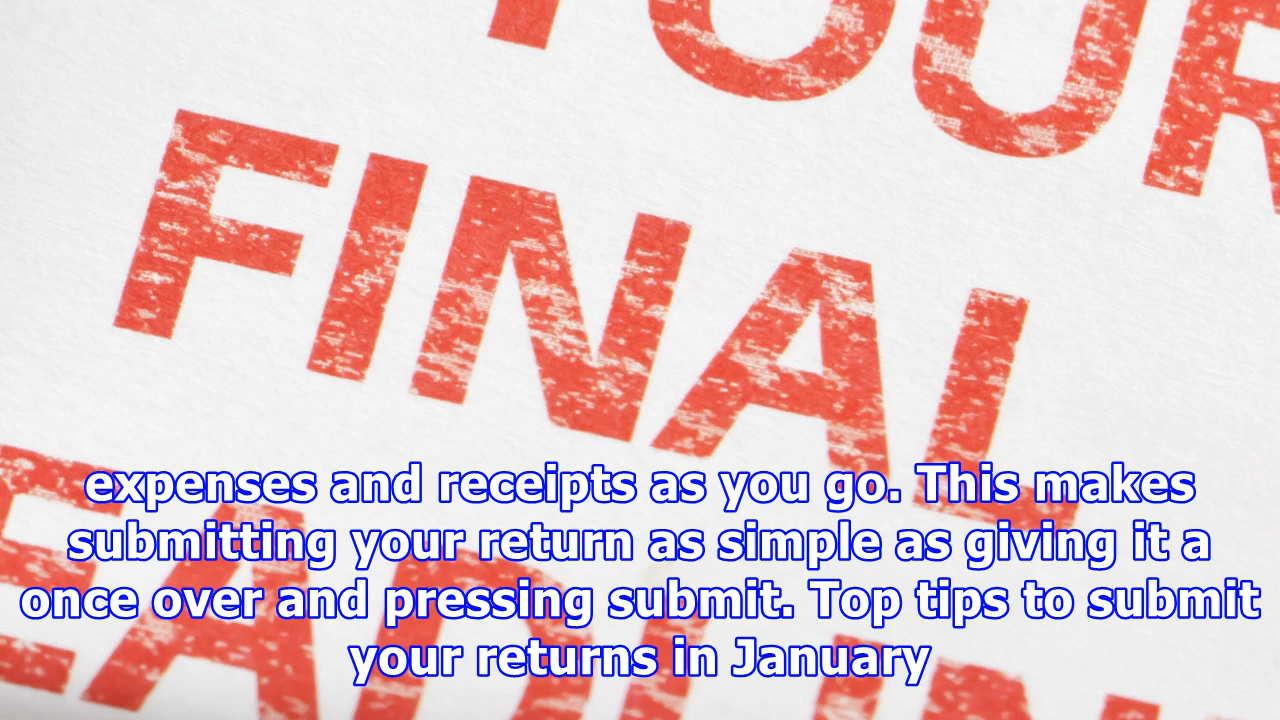 YOUR
FINAL
DEADLINE
expenses and receipts as you go. This makes
submitting your return as simple as giving it a
once over and pressing submit. Top tips to submit
your returns in January